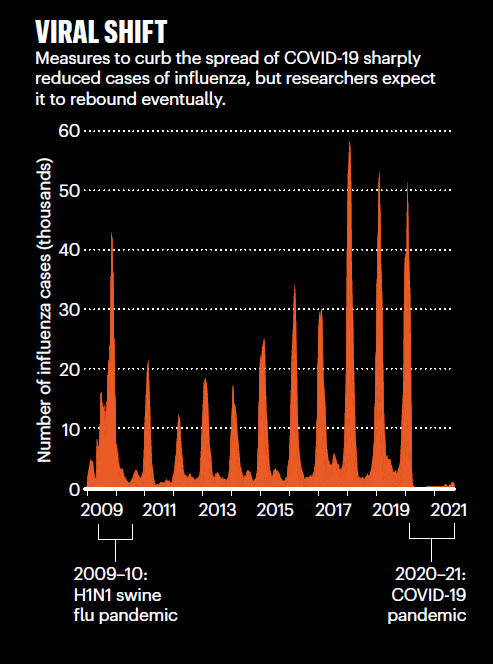 VIRAL SHIFT
Measures to curb the spread of COVID-19 sharply
reduced cases of influenza, but researchers expect
it to rebound eventually.
Number of influenza cases (thousands)
60
50
40
30
20
10
0
2009 2011 2013 2015 2017 2019 2021
2009–10:
H1N1 swine
flu pandemic
2020–21:
COVID-19
pandemic